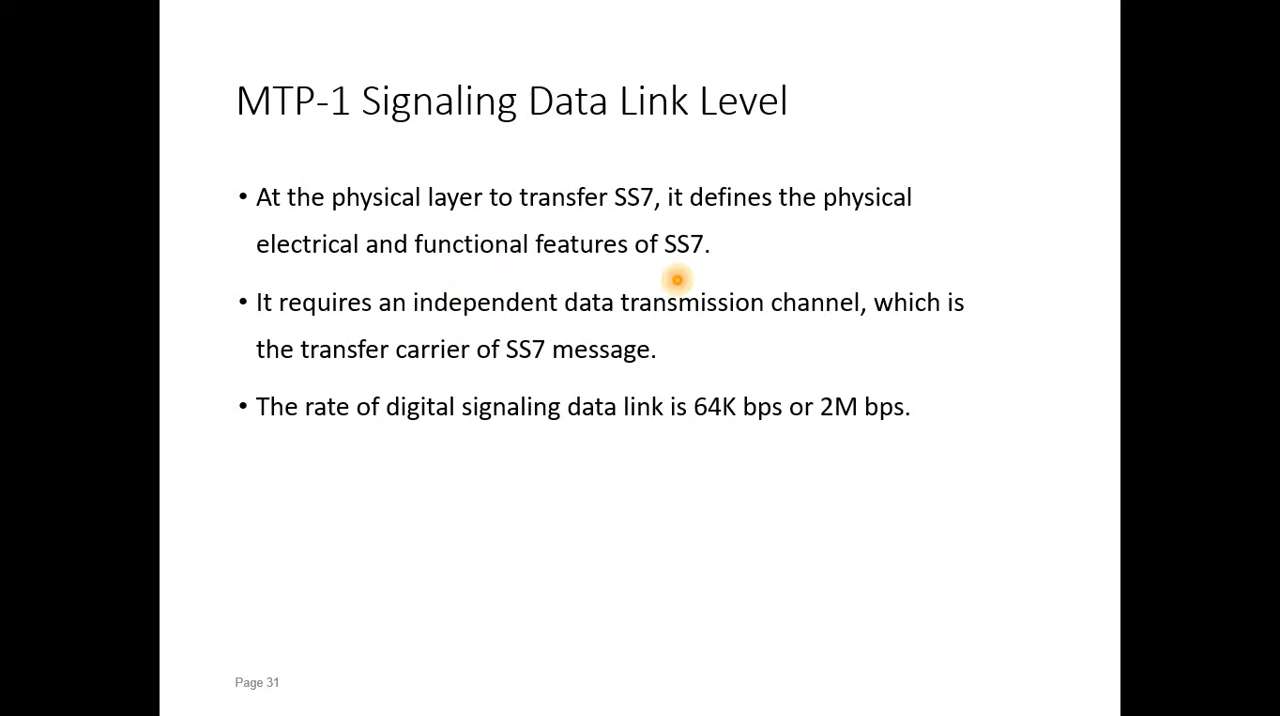 MTP-1 Signaling Data Link Level
• At the physical layer to transfer SS7, it defines the physical
electrical and functional features of SS7.
• It requires an independent data transmission channel, which is
the transfer carrier of SS7 message.
• The rate of digital signaling data link is 64K bps or 2M bps.
Page 31